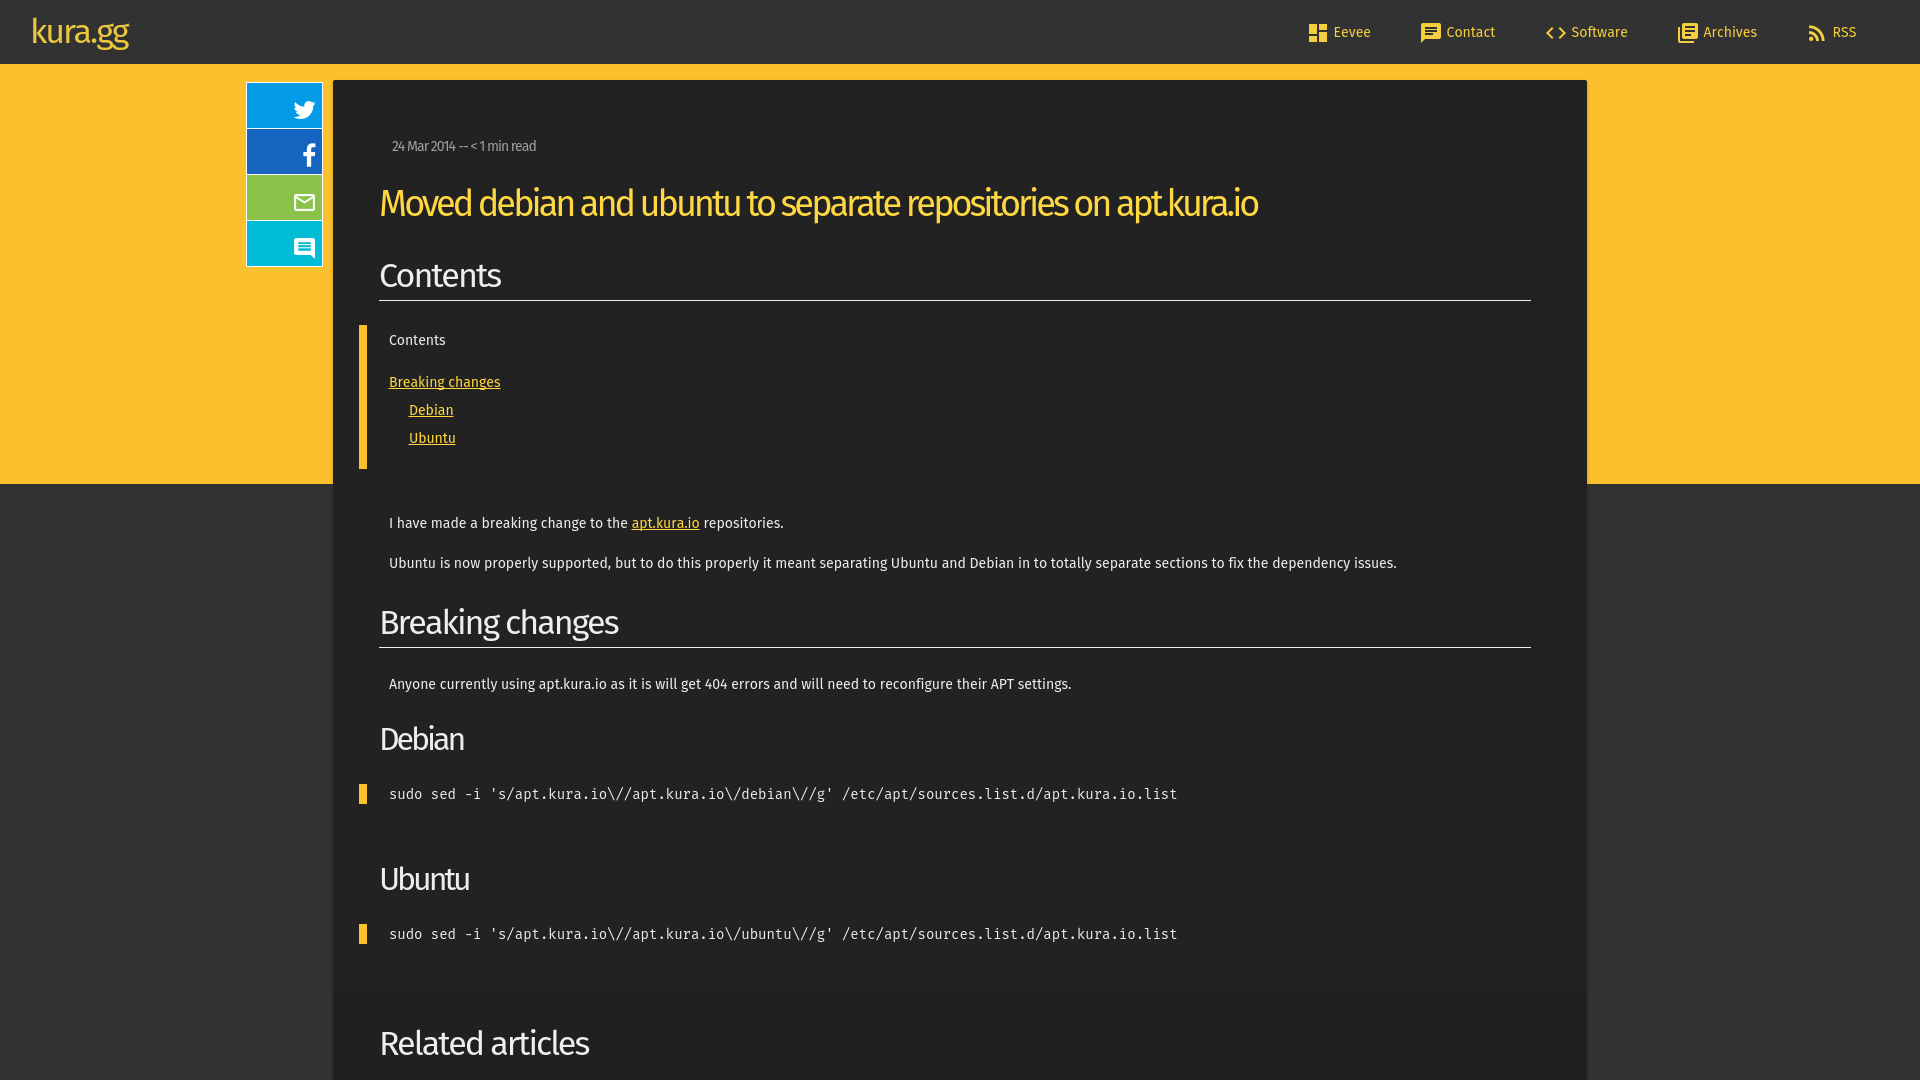 kura.gg
Eevee
Contact
Software
Archives
RSS
24 Mar 2014 -- < 1 min read
Moved debian and ubuntu to separate repositories on apt.kura.io
Contents
Contents
Breaking changes
Debian
Ubuntu
I have made a breaking change to the apt.kura.io repositories.
Ubuntu is now properly supported, but to do this properly it meant separating Ubuntu and Debian in to totally separate sections to fix the dependency issues.
Breaking changes
Anyone currently using apt.kura.io as it is will get 404 errors and will need to reconfigure their APT settings.
Debian
sudo sed -i 's/apt.kura.io\//apt.kura.io\/debian\//g' /etc/apt/sources.list.d/apt.kura.io.list
Ubuntu
sudo sed -i 's/apt.kura.io\//apt.kura.io\/ubuntu\//g' /etc/apt/sources.list.d/apt.kura.io.list
Related articles